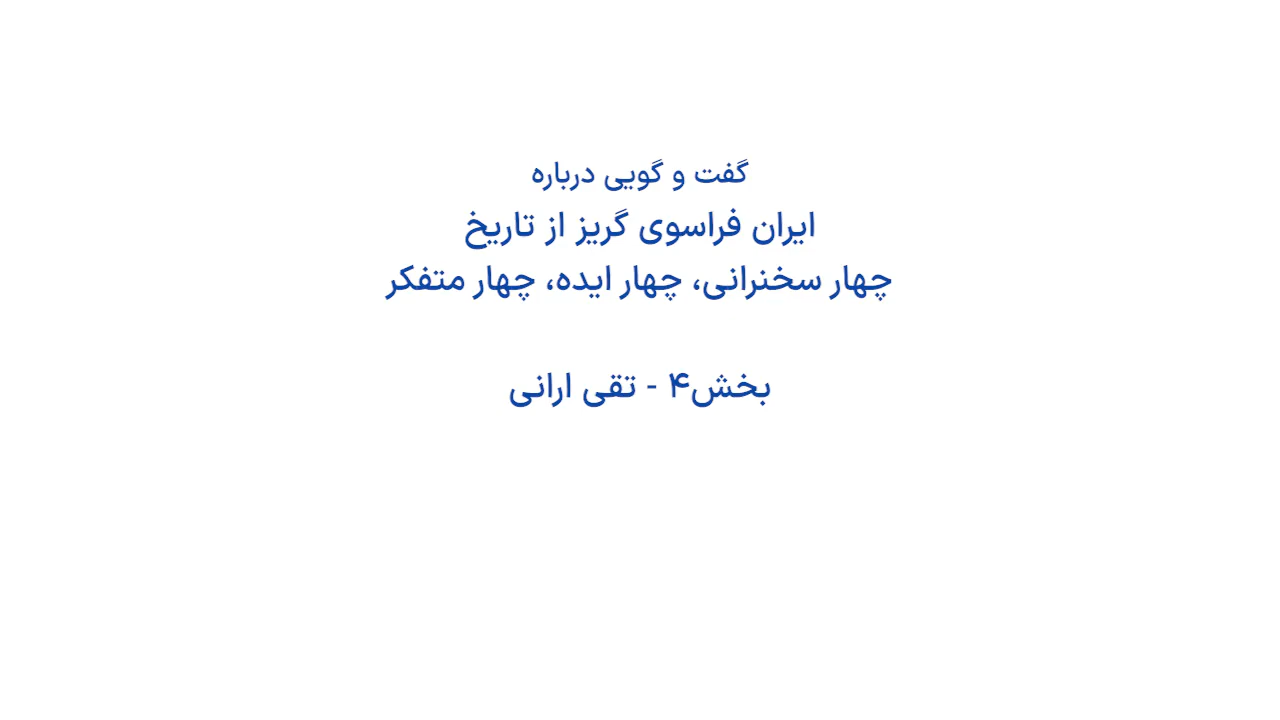 گفت و گویی درباره
ایران فراسوی گریز از تاریخ
چهار سخنرانی، چهار ایده، چهار متفکر
بخش۴ - تقی ارانی